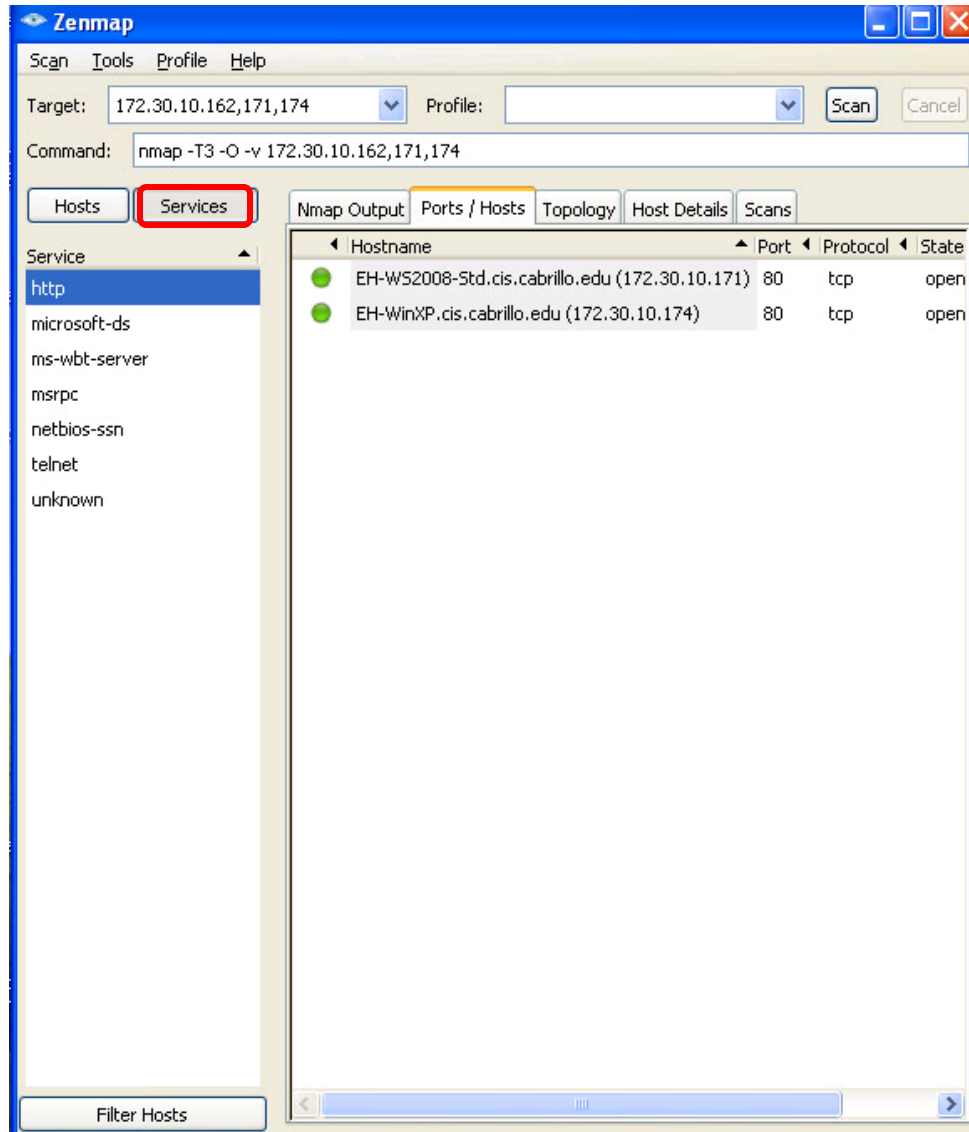 Zenmap
Scan Tools Profile Help
Target: 172.30.10.162,171,174 Profile: Scan Cancel
Command: nmap -T3 -O -v 172.30.10.162,171,174
Hosts Services
Nmap Output Ports / Hosts Topology Host Details Scans
Service
http
microsoft-ds
ms-wbt-server
msrpc
netbios-ssn
telnet
unknown
Hostname Port Protocol State
EH-WS2008-Std.cis.cabrillo.edu (172.30.10.171) 80 tcp open
EH-WinXP.cis.cabrillo.edu (172.30.10.174) 80 tcp open
Filter Hosts